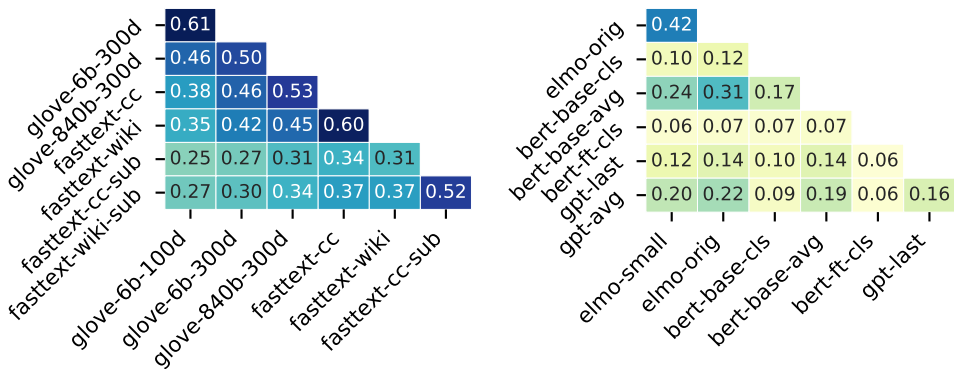 glove-6b-300d 0.61
glove-840b-300d 0.46 0.50
fasttext-cc 0.38 0.46 0.53
fasttext-wiki 0.35 0.42 0.45 0.60
fasttext-cc-sub 0.25 0.27 0.31 0.34 0.31
fasttext-wiki-sub 0.27 0.30 0.34 0.37 0.37 0.52
glove-6b-100d glove-6b-300d glove-840b-300d fasttext-cc fasttext-wiki fasttext-cc-sub
elmo-orig 0.42
bert-base-cls 0.10 0.12
bert-base-avg 0.24 0.31 0.17
bert-ft-cls 0.06 0.07 0.07 0.07
gpt-last 0.12 0.14 0.10 0.14 0.06
gpt-avg 0.20 0.22 0.09 0.19 0.06 0.16
elmo-small elmo-orig bert-base-cls bert-base-avg bert-ft-cls gpt-last